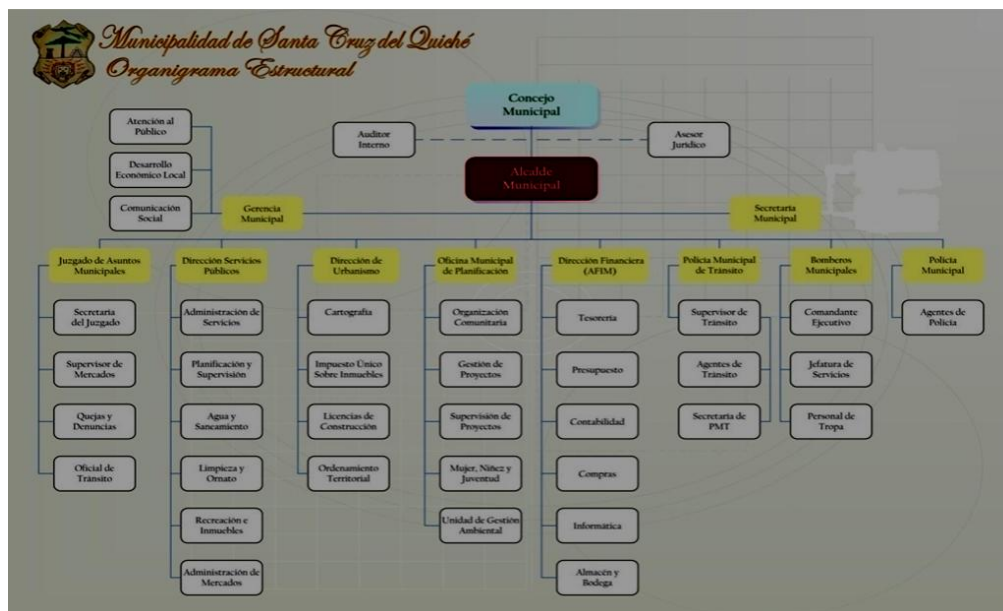 Municipalidad de Santa Cruz del Quiché
Organigrama Estructural
Concejo
Municipal
Auditor
Interno
Asesor
Jurídico
Alcalde
Municipal
Atención al
Público
Desarrollo
Económico Local
Comunicación
Social
Gerencia
Municipal
Secretaría
Municipal
Juzgado de Asuntos
Municipales
Secretaría
del Juzgado
Supervisor de
Mercados
Quejas y
Denuncias
Oficial de
Tránsito
Dirección Servicios
Públicos
Administración de
Servicios
Planificación y
Supervisión
Agua y
Saneamiento
Limpieza y
Ornato
Recreación e
Inmuebles
Administración de
Mercados
Dirección de
Urbanismo
Cartografía
Impuesto Único
Sobre Inmuebles
Licencias de
Construcción
Ordenamiento
Territorial
Oficina Municipal
de Planificación
Organización
Comunitaria
Gestión de
Proyectos
Supervisión de
Proyectos
Mujer, Niñez y
Juventud
Unidad de Gestión
Ambiental
Dirección Financiera
(AFIM)
Tesorería
Presupuesto
Contabilidad
Compras
Informática
Almacén y
Bodega
Policía Municipal
de Tránsito
Supervisor de
Tránsito
Agentes de
Tránsito
Secretaria de
PMT
Bomberos
Municipales
Comandante
Ejecutivo
Jefatura de
Servicios
Personal de
Tropa
Policía
Municipal
Agentes de
Policía